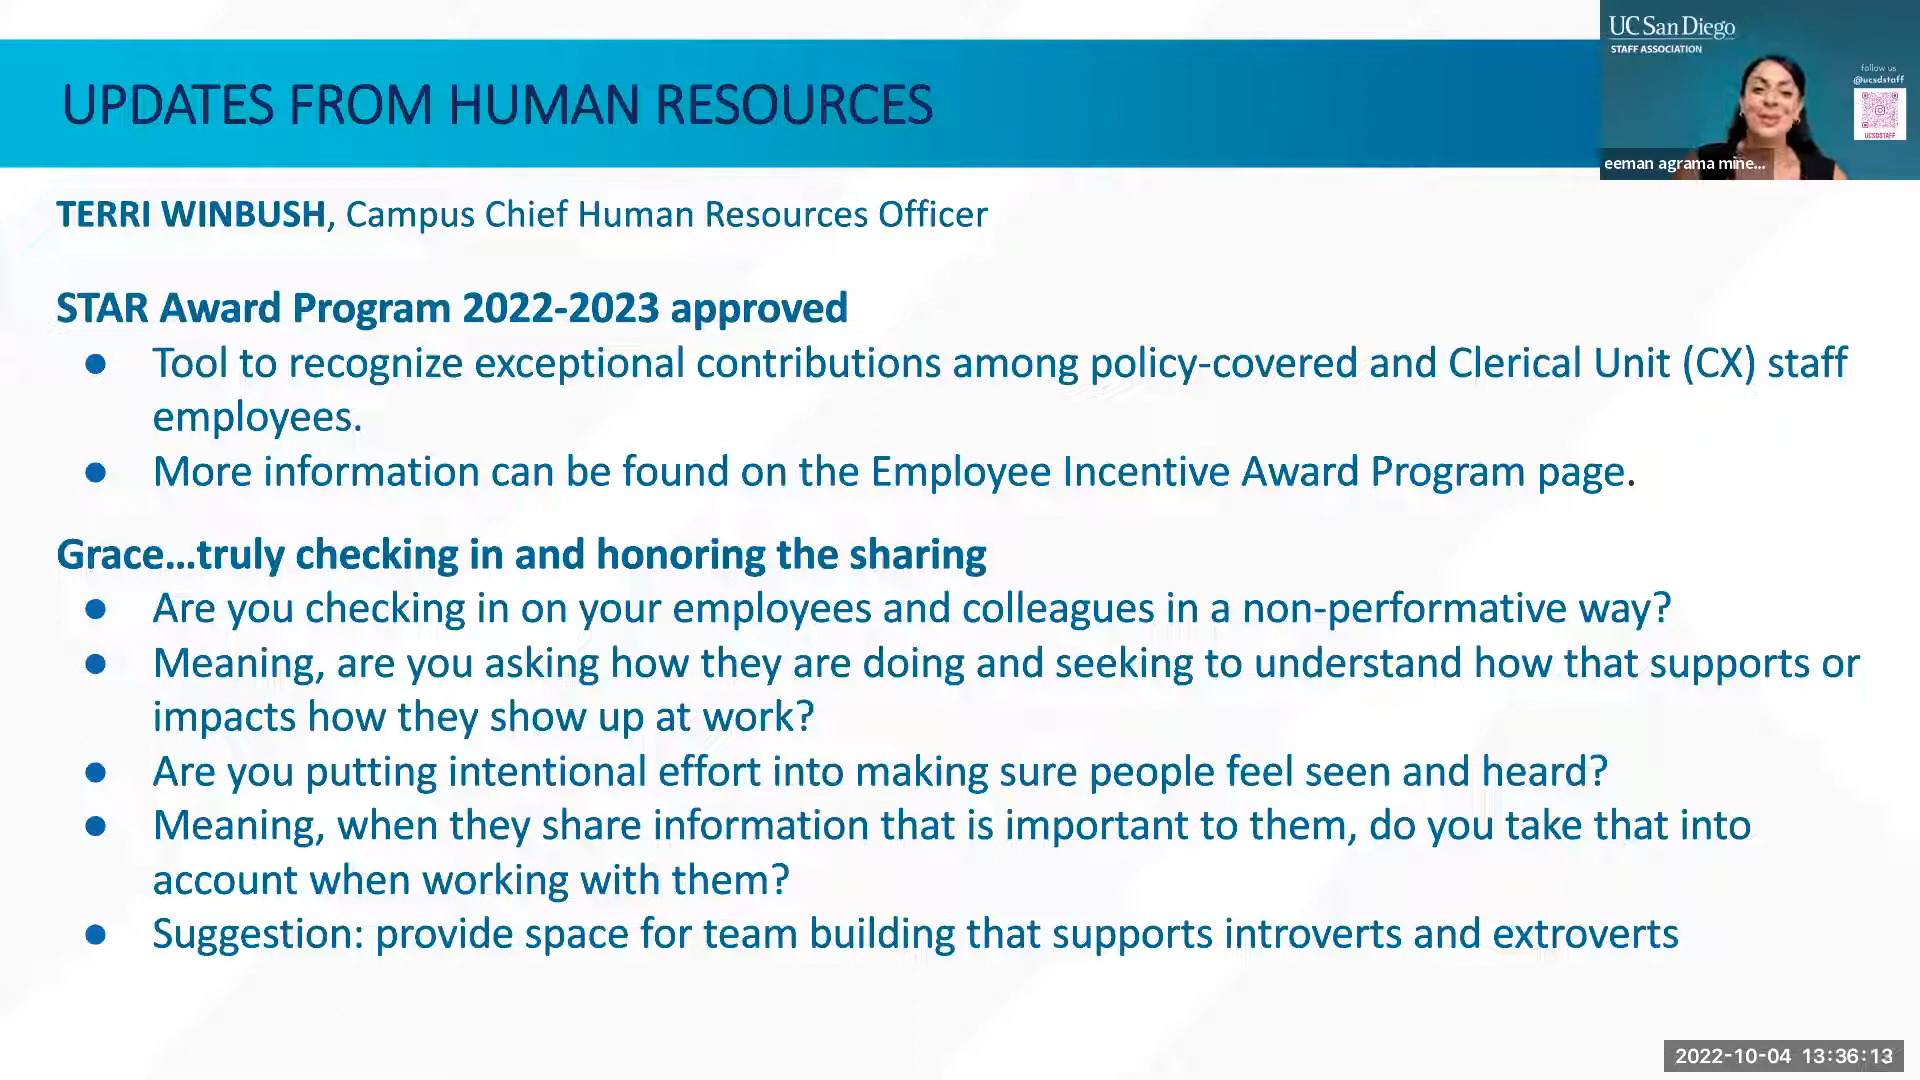 UC San Diego
STAFF ASSOCIATION
follow us
@ucsdstaff
UCSDSTAFF
eeman agrama mine...
UPDATES FROM HUMAN RESOURCES
TERRI WINBUSH, Campus Chief Human Resources Officer
STAR Award Program 2022-2023 approved
● Tool to recognize exceptional contributions among policy-covered and Clerical Unit (CX) staff
employees.
● More information can be found on the Employee Incentive Award Program page.
Grace...truly checking in and honoring the sharing
● Are you checking in on your employees and colleagues in a non-performative way?
● Meaning, are you asking how they are doing and seeking to understand how that supports or
impacts how they show up at work?
● Are you putting intentional effort into making sure people feel seen and heard?
● Meaning, when they share information that is important to them, do you take that into
account when working with them?
● Suggestion: provide space for team building that supports introverts and extroverts
2022-10-04 13:36:13